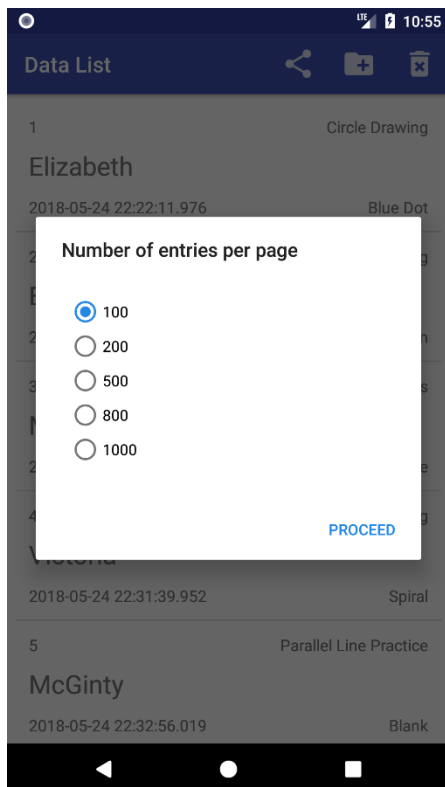 LTE 10:55
Data List
1 Circle Drawing
Elizabeth
2018-05-24 22:22:11.976 Blue Dot
Number of entries per page
100
200
500
800
1000
PROCEED
Victoria
2018-05-24 22:31:39.952 Spiral
5 Parallel Line Practice
McGinty
2018-05-24 22:32:56.019 Blank